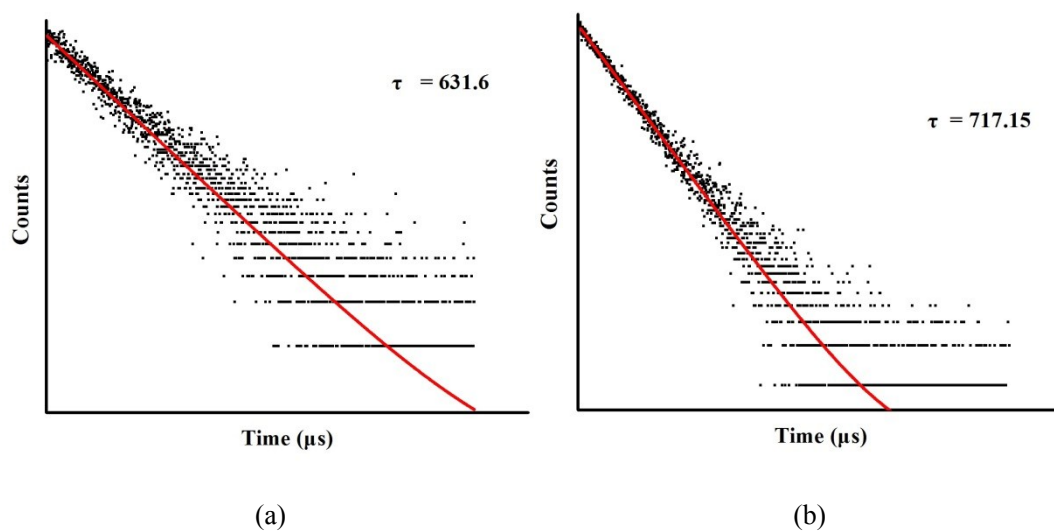 τ = 631.6
Counts
Time (µs)
(a)
τ = 717.15
Counts
Time (µs)
(b)